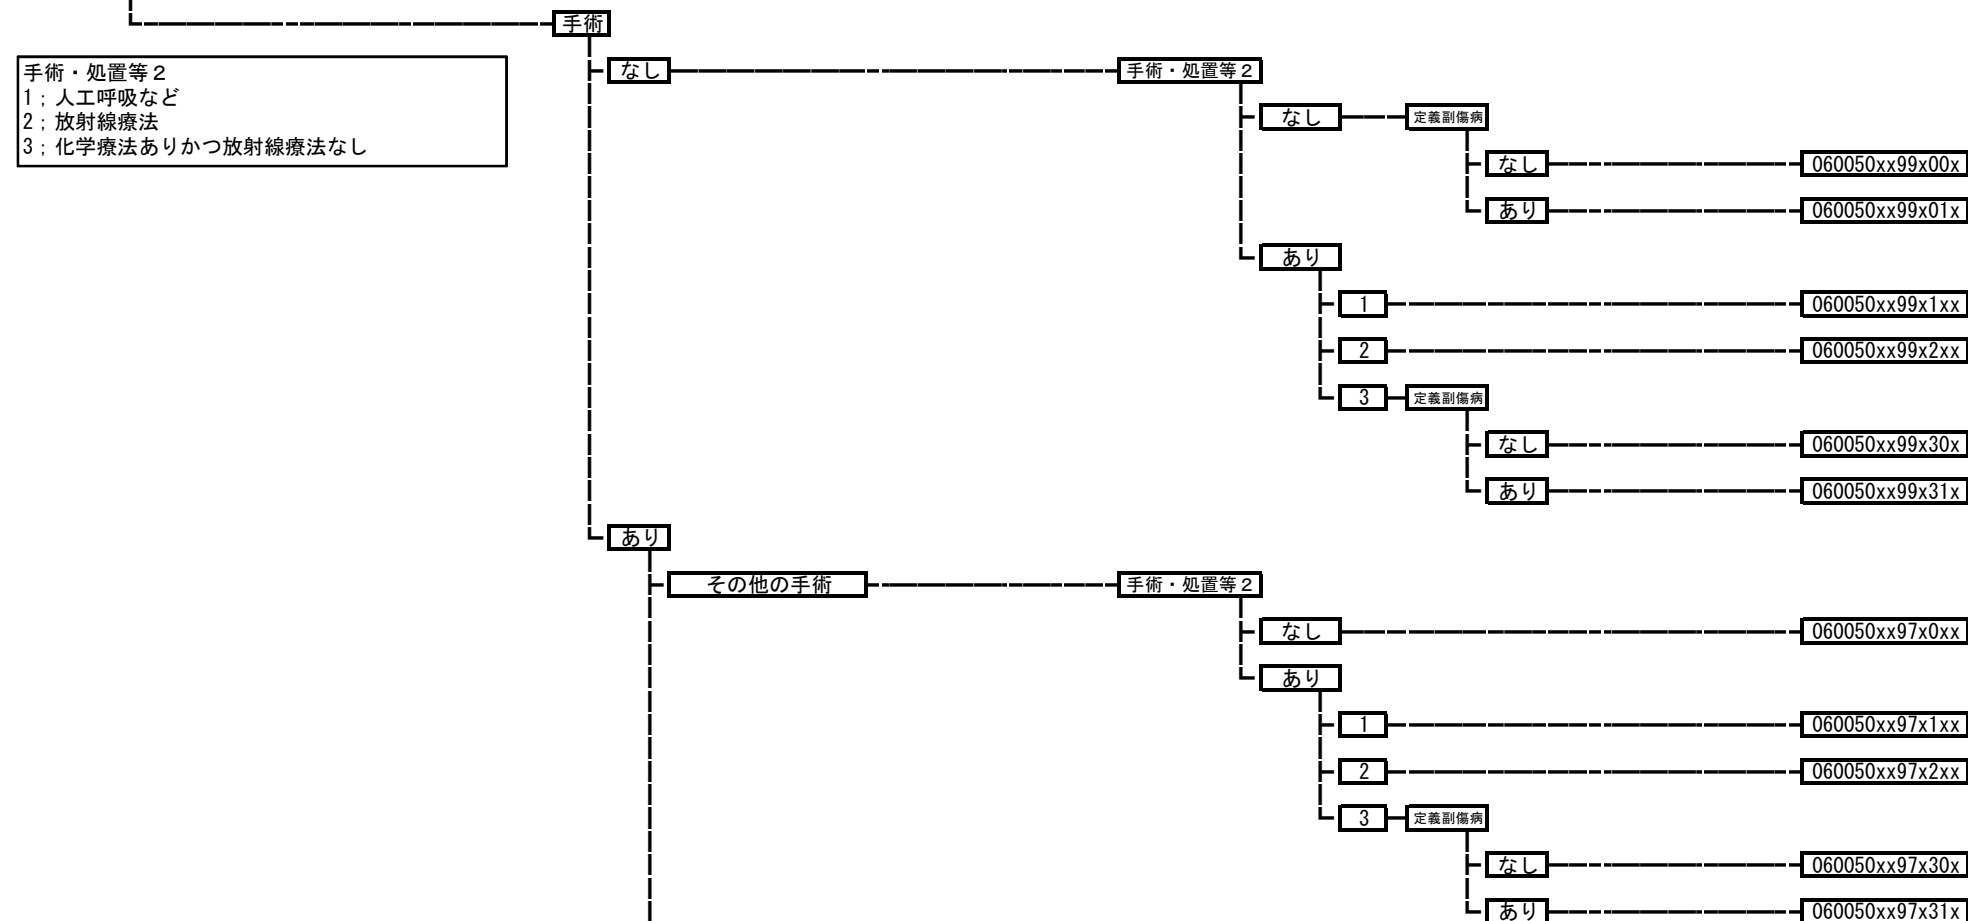 手術
手術・処置等２
1；人工呼吸など
2；放射線療法
3；化学療法ありかつ放射線療法なし
なし
手術・処置等２
なし
定義副傷病
なし
060050xx99x00x
あり
060050xx99x01x
あり
1
060050xx99x1xx
2
060050xx99x2xx
3
定義副傷病
なし
060050xx99x30x
あり
060050xx99x31x
あり
その他の手術
手術・処置等２
なし
060050xx97x0xx
あり
1
060050xx97x1xx
2
060050xx97x2xx
3
定義副傷病
なし
060050xx97x30x
あり
060050xx97x31x